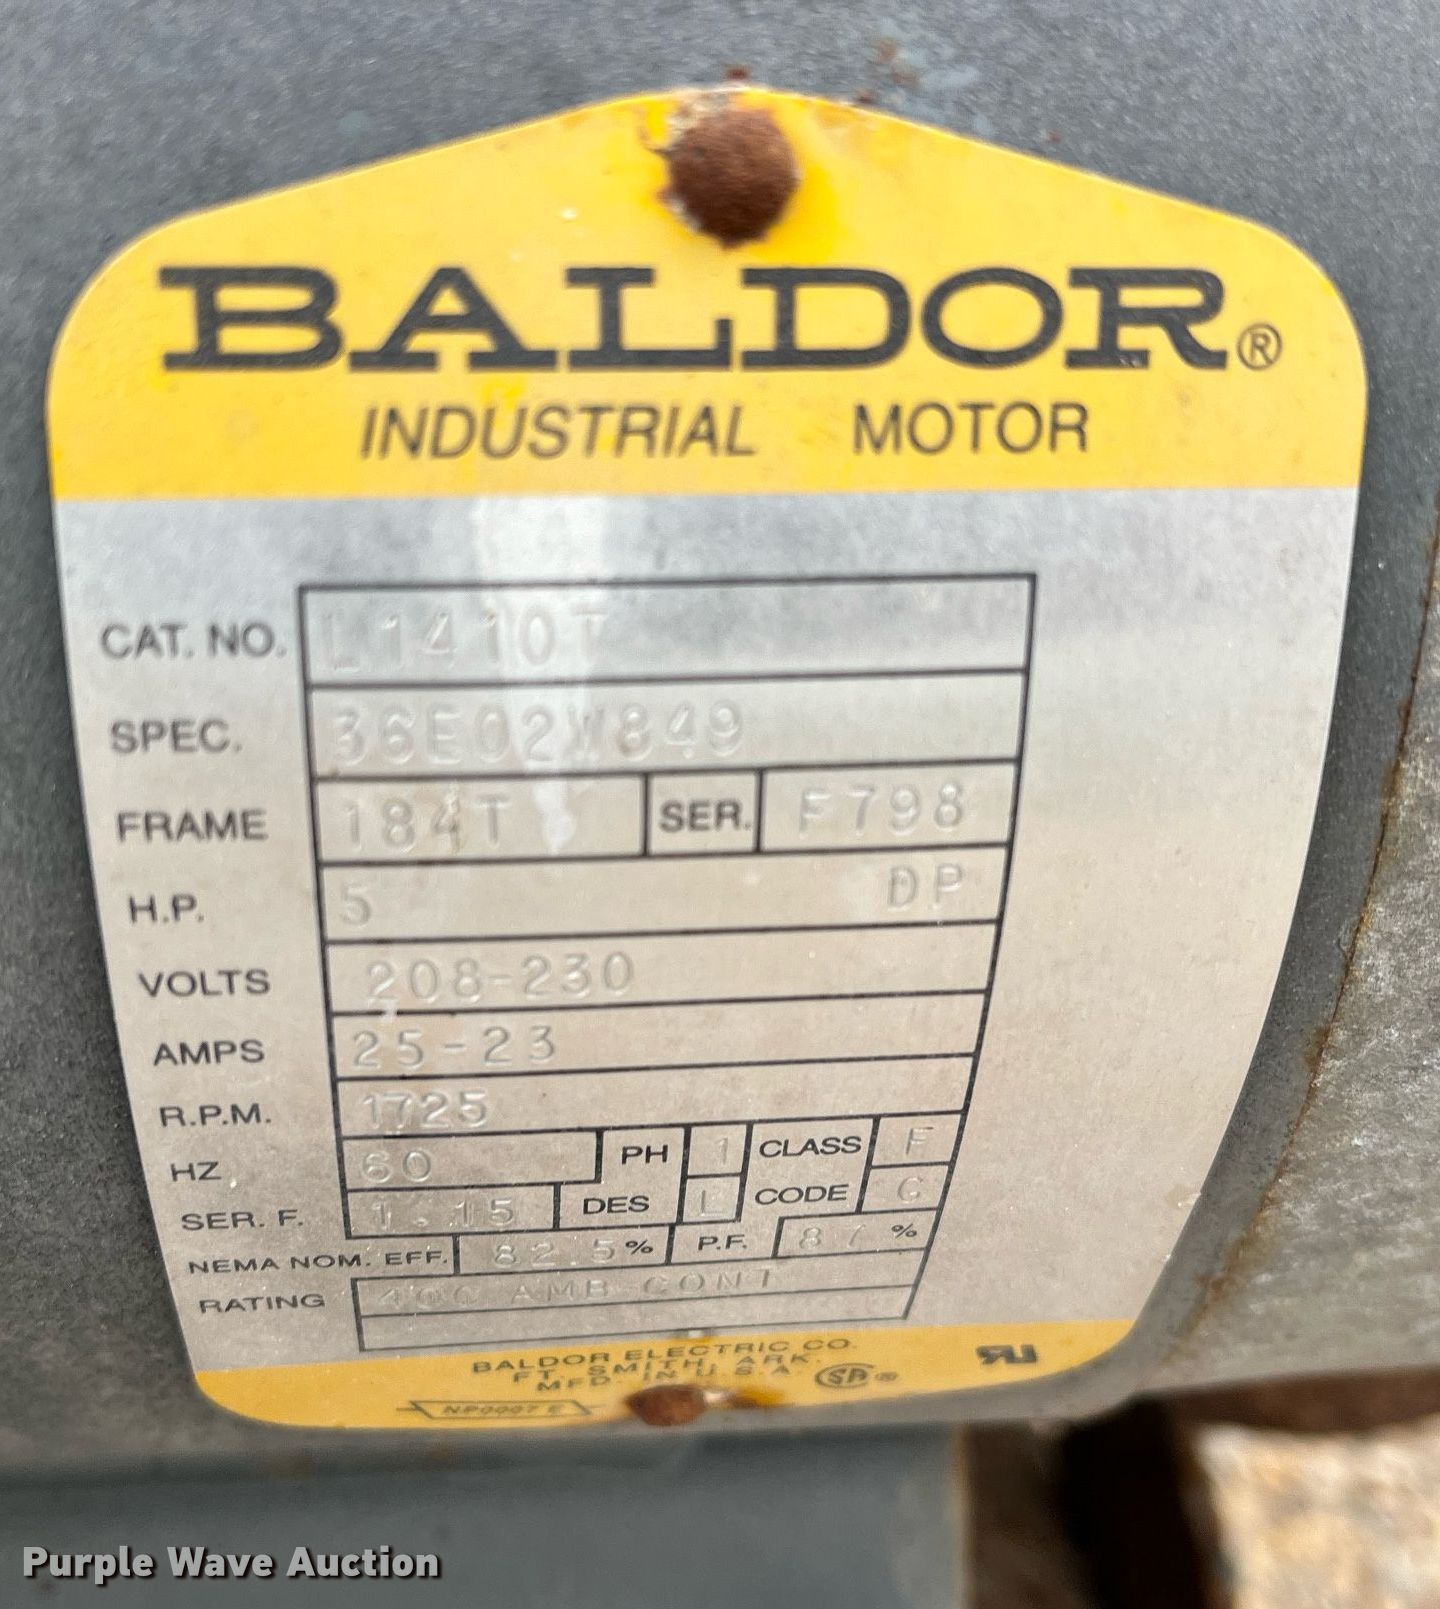 BALDOR®
INDUSTRIAL MOTOR
CAT. NO. L1410T
SPEC. 36E02W849
FRAME 184T SER. F798
H.P. 5 DP
VOLTS 208-230
AMPS 25-23
R.P.M. 1725
HZ 60 PH 1 CLASS F
SER. F. 1.15 DES L CODE G
NEMA NOM. EFF. 82.5% P.F. 87 %
RATING 40C AMB-CONT
BALDOR ELECTRIC CO.
FT. SMITH, ARK.
MFD. IN U.S.A.
NP0007E
Purple Wave Auction